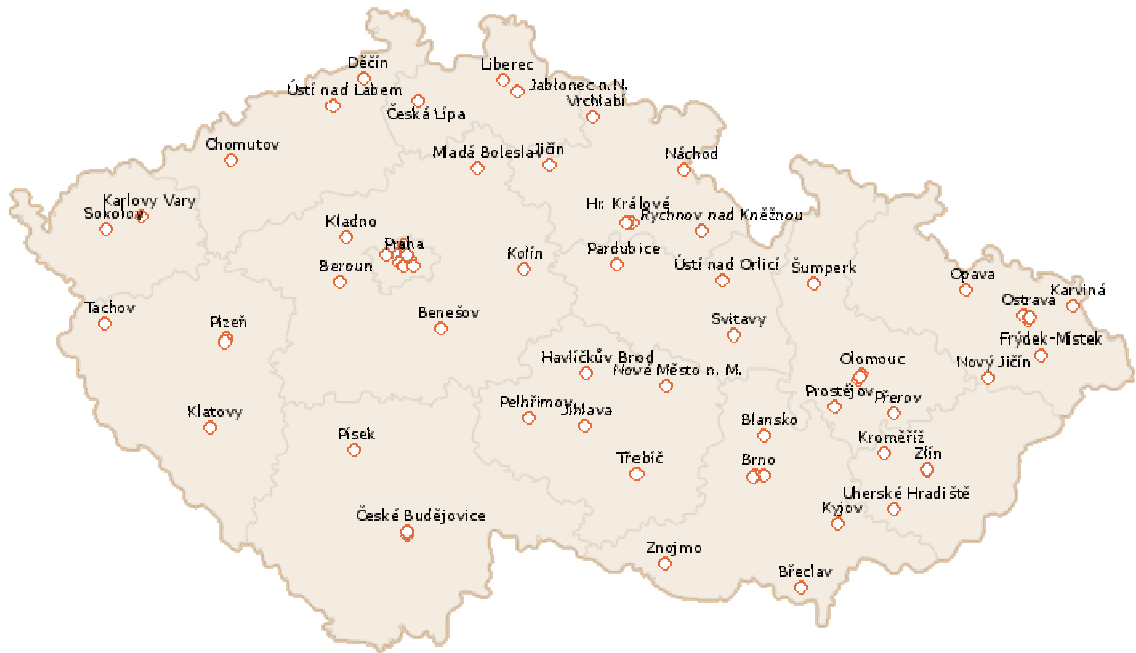 Děčín
Liberec
Ústí nad Labem
Jablonec n.N.
Vrchlabí
Česká Lípa
Chomutov
Mladá Boleslav
Jičín
Náchod
Karlovy Vary
Sokolov
Hr. Králové
Rychnov nad Kněžnou
Kladno
Praha
Kolín
Pardubice
Beroun
Ústí nad Orlicí
Šumperk
Opava
Karviná
Ostrava
Tachov
Plzeň
Benešov
Svitavy
Frýdek-Místek
Havlíčkův Brod
Nové Město n. M.
Olomouc
Nový Jičín
Prostějov
Přerov
Klatovy
Pelhřimov
Jihlava
Blansko
Písek
Kroměříž
Zlín
Třebíč
Brno
Uherské Hradiště
Kyjov
České Budějovice
Znojmo
Břeclav